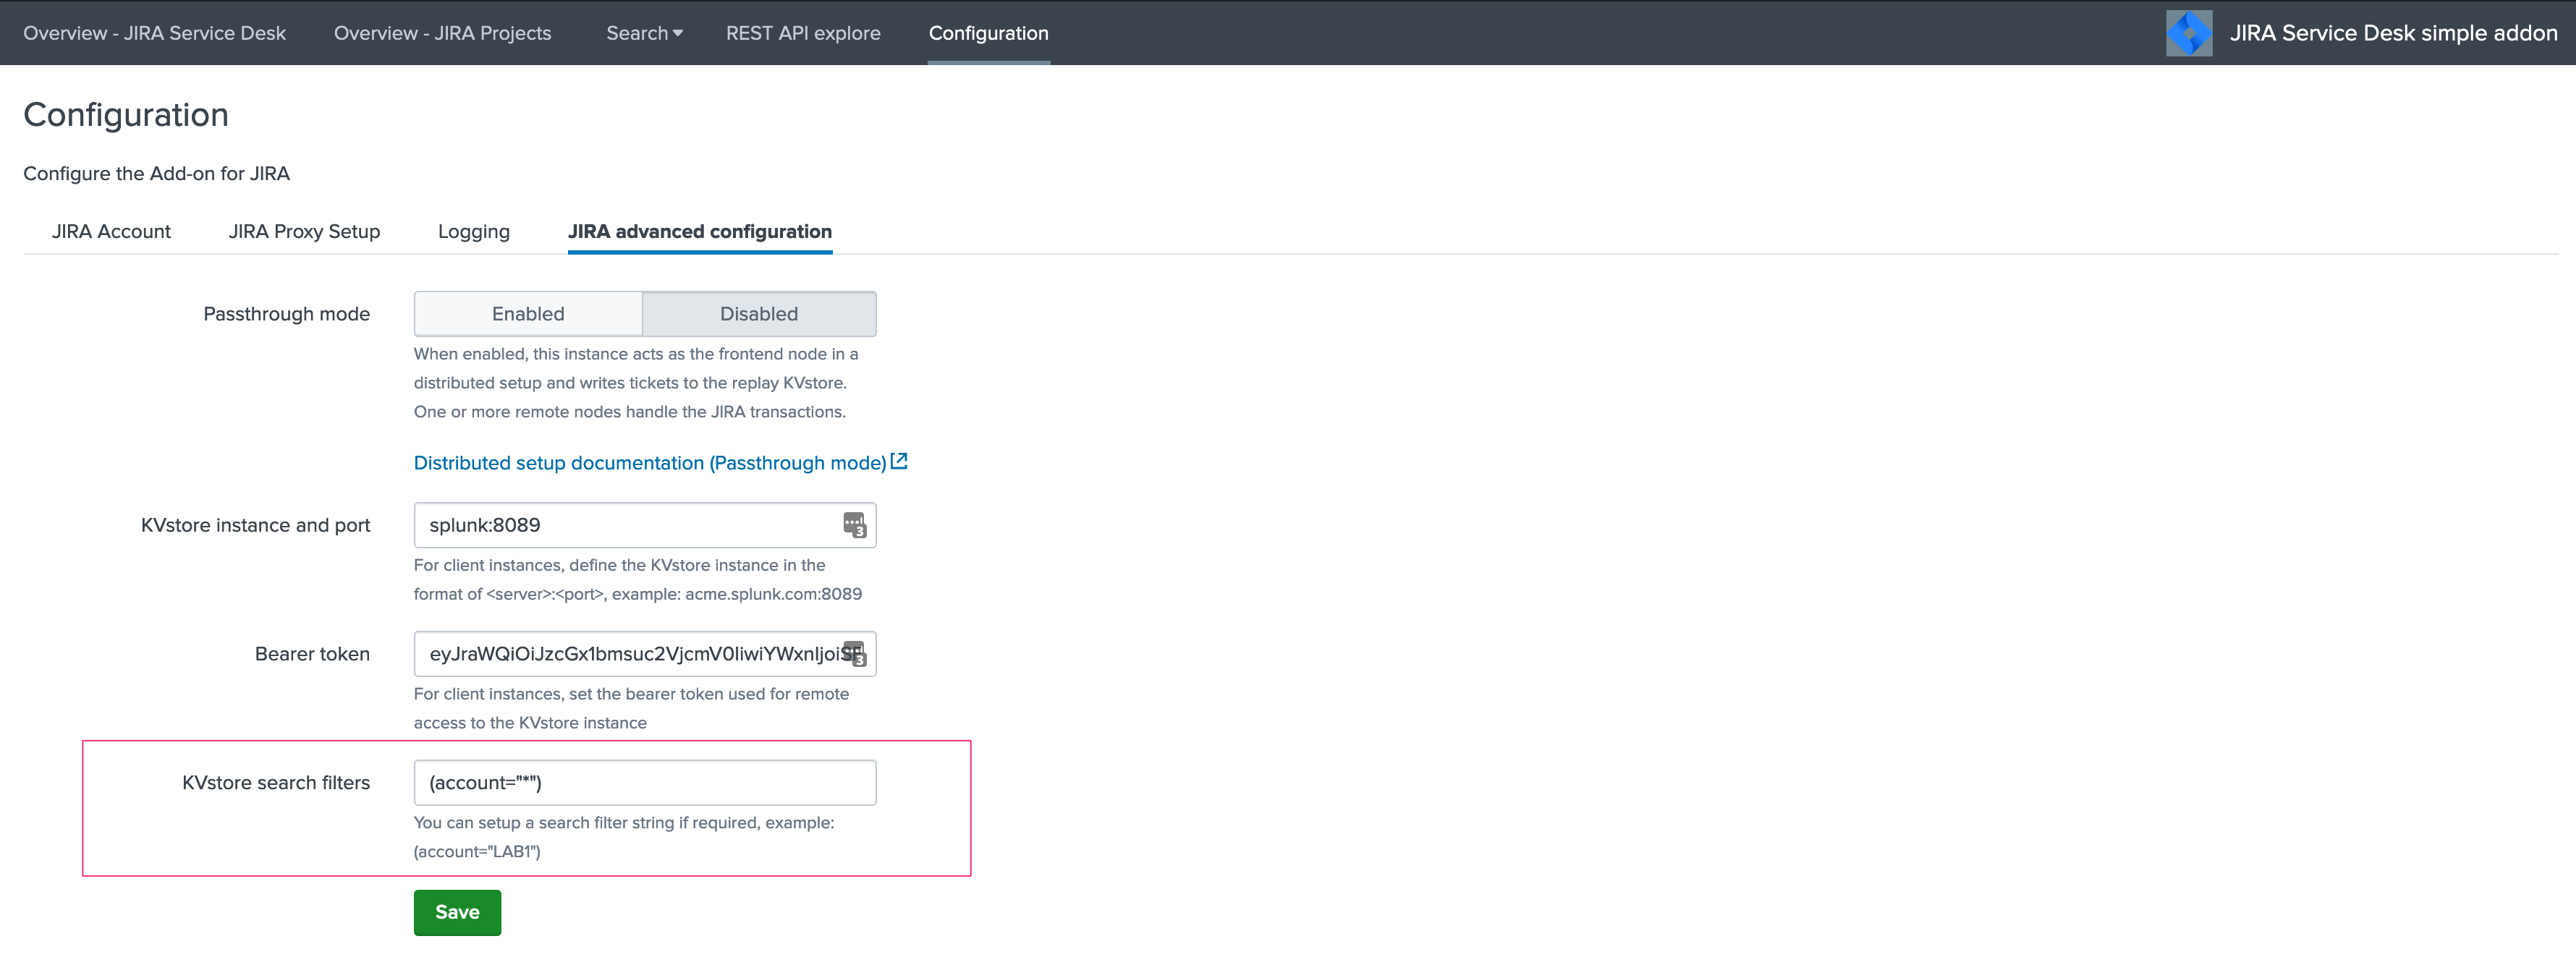 Overview - JIRA Service Desk Overview - JIRA Projects Search REST API explore Configuration JIRA Service Desk simple addon
Configuration
Configure the Add-on for JIRA
JIRA Account JIRA Proxy Setup Logging JIRA advanced configuration
Passthrough mode Enabled Disabled
When enabled, this instance acts as the frontend node in a
distributed setup and writes tickets to the replay KVstore.
One or more remote nodes handle the JIRA transactions.
Distributed setup documentation (Passthrough mode)
KVstore instance and port splunk:8089 3
For client instances, define the KVstore instance in the
format of <server>:<port>, example: acme.splunk.com:8089
Bearer token 3
For client instances, set the bearer token used for remote
access to the KVstore instance
KVstore search filters (account="*")
You can setup a search filter string if required, example:
(account="LAB1")
Save